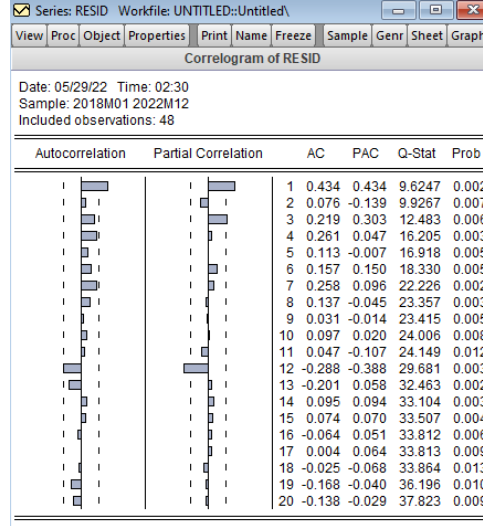 Series: RESID Workfile: UNTITLED::Untitled\
View Proc Object Properties Print Name Freeze Sample Genr Sheet Graph
Correlogram of RESID
Date: 05/29/22 Time: 02:30
Sample: 2018M01 2022M12
Included observations: 48
Autocorrelation Partial Correlation AC PAC Q-Stat Prob
1 0.434 0.434 9.6247 0.002
2 0.076 -0.139 9.9267 0.007
3 0.219 0.303 12.483 0.006
4 0.261 0.047 16.205 0.003
5 0.113 -0.007 16.918 0.005
6 0.157 0.150 18.330 0.005
7 0.258 0.096 22.226 0.002
8 0.137 -0.045 23.357 0.003
9 0.031 -0.014 23.415 0.005
10 0.097 0.020 24.006 0.008
11 0.047 -0.107 24.149 0.012
12 -0.288 -0.388 29.681 0.003
13 -0.201 0.058 32.463 0.002
14 0.095 0.094 33.104 0.003
15 0.074 0.070 33.507 0.004
16 -0.064 0.051 33.812 0.006
17 0.004 0.064 33.813 0.009
18 -0.025 -0.068 33.864 0.013
19 -0.168 -0.040 36.196 0.010
20 -0.138 -0.029 37.823 0.009